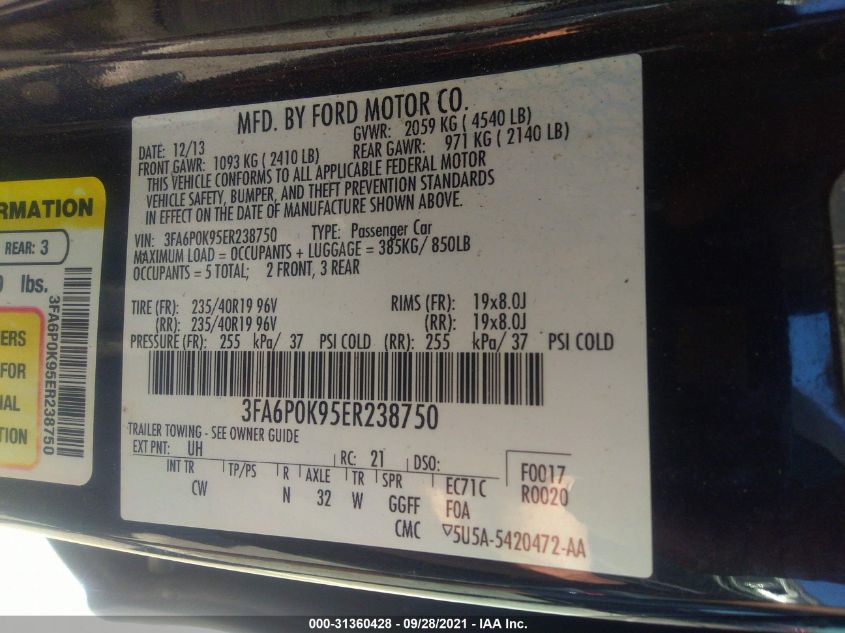 MFD. BY FORD MOTOR CO.
DATE: 12/13 GVWR: 2059 KG ( 4540 LB)
FRONT GAWR: 1093 KG ( 2410 LB) REAR GAWR: 971 KG ( 2140 LB)
THIS VEHICLE CONFORMS TO ALL APPLICABLE FEDERAL MOTOR
VEHICLE SAFETY, BUMPER, AND THEFT PREVENTION STANDARDS
IN EFFECT ON THE DATE OF MANUFACTURE SHOWN ABOVE.
VIN: 3FA6P0K95ER238750 TYPE: Passenger Car
MAXIMUM LOAD = OCCUPANTS + LUGGAGE = 385KG/ 850LB
OCCUPANTS = 5 TOTAL; 2 FRONT, 3 REAR
TIRE (FR): 235/40R19 96V RIMS (FR): 19x8.0J
(RR): 235/40R19 96V (RR): 19x8.0J
PRESSURE (FR): 255 kPa/ 37 PSI COLD (RR): 255 kPa/ 37 PSI COLD
3FA6P0K95ER238750
TRAILER TOWING - SEE OWNER GUIDE
EXT PNT: UH RC: 21 DSO: F0017
INT TR TP/PS R AXLE TR SPR EC71C R0020
CW N 32 W GGFF F0A
CMC ▽5U5A-5420472-AA
RMATION
REAR: 3
lbs.
3FA6P0K95ER238750
ERS
FOR
AL
TION
000-31360428 - 09/28/2021 - IAA Inc.